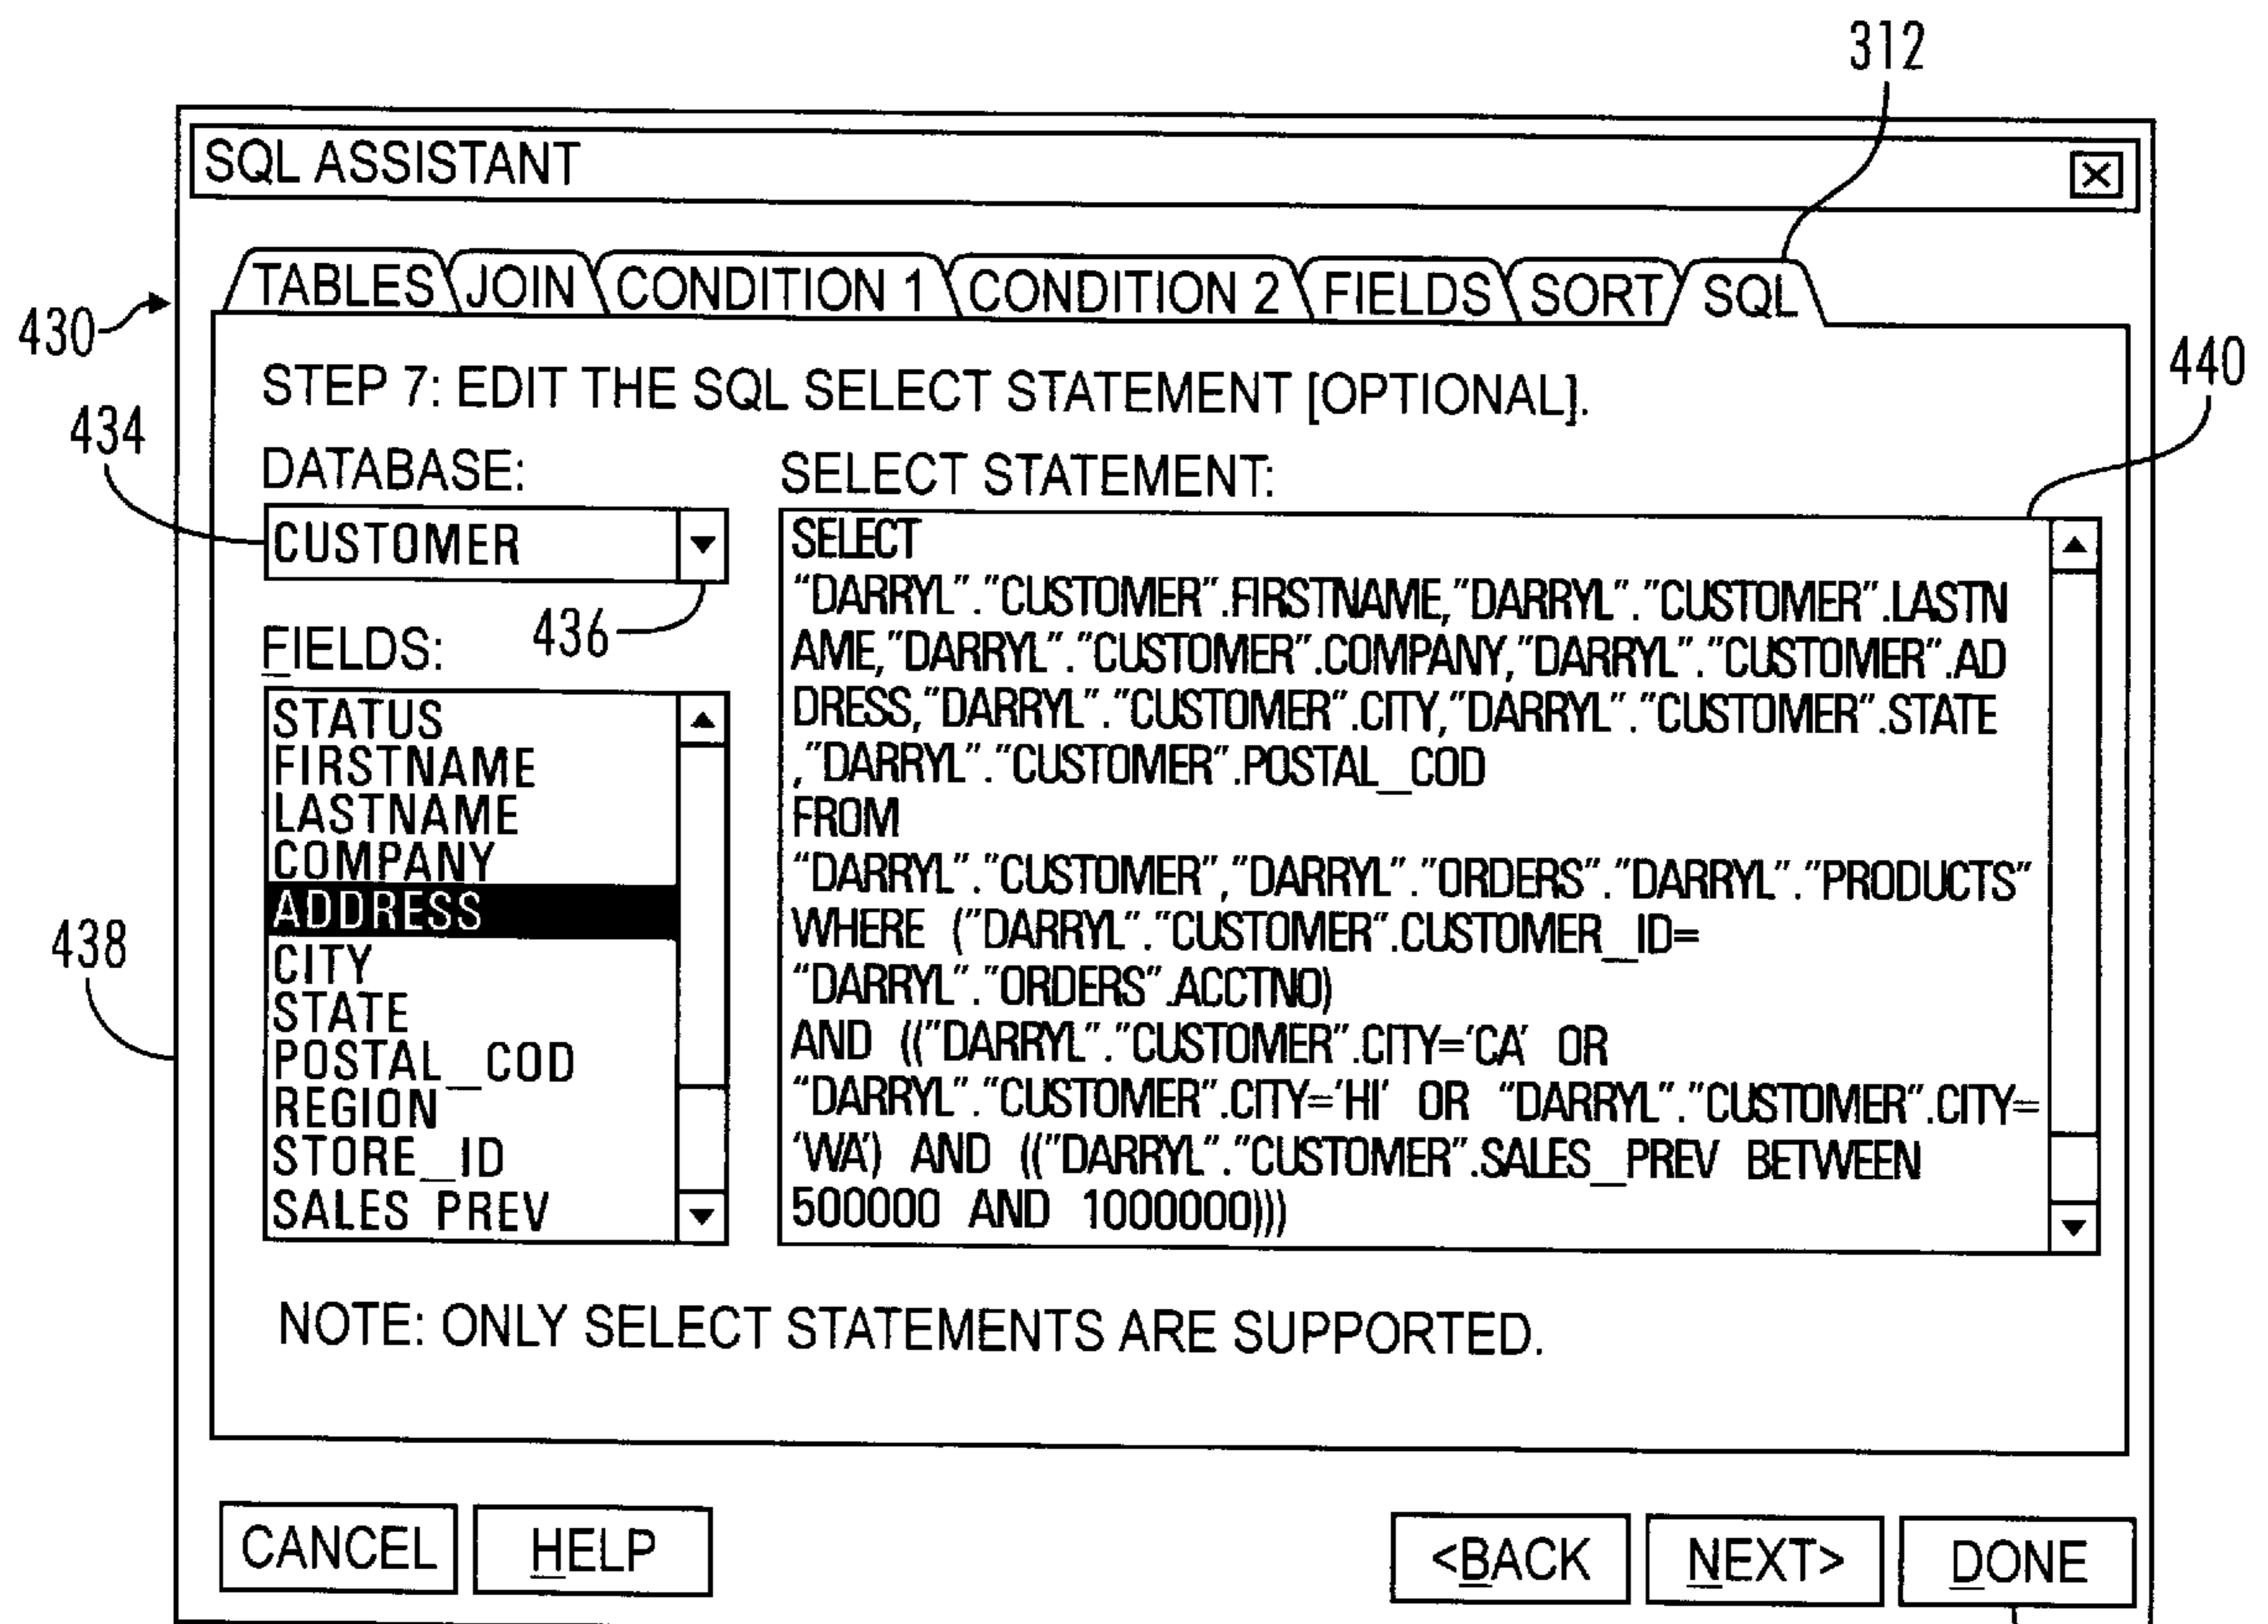 312
SQL ASSISTANT
TABLES JOIN CONDITION 1 CONDITION 2 FIELDS SORT SQL
430
STEP 7: EDIT THE SQL SELECT STATEMENT [OPTIONAL].
440
434
DATABASE:
CUSTOMER
436
FIELDS:
STATUS
FIRSTNAME
LASTNAME
COMPANY
ADDRESS
CITY
STATE
POSTAL_COD
REGION
STORE_ID
SALES PREV
438
SELECT STATEMENT:
SELECT
"DARRYL"."CUSTOMER".FIRSTNAME,"DARRYL"."CUSTOMER".LASTN
AME,"DARRYL"."CUSTOMER".COMPANY,"DARRYL"."CUSTOMER".AD
DRESS,"DARRYL"."CUSTOMER".CITY,"DARRYL"."CUSTOMER".STATE
,"DARRYL"."CUSTOMER".POSTAL_COD
FROM
"DARRYL"."CUSTOMER","DARRYL"."ORDERS"."DARRYL"."PRODUCTS"
WHERE ("DARRYL"."CUSTOMER".CUSTOMER_ID=
"DARRYL"."ORDERS".ACCTNO)
AND (("DARRYL"."CUSTOMER".CITY='CA' OR
"DARRYL"."CUSTOMER".CITY='HI' OR "DARRYL"."CUSTOMER".CITY=
'WA') AND (("DARRYL"."CUSTOMER".SALES_PREV BETWEEN
500000 AND 1000000)))
NOTE: ONLY SELECT STATEMENTS ARE SUPPORTED.
CANCEL HELP <BACK NEXT> DONE